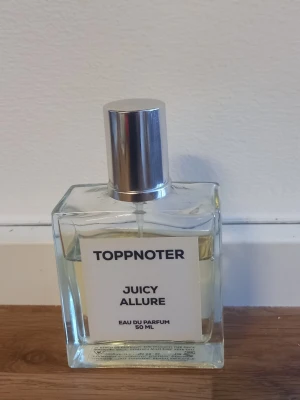 TOPPNOTER
JUICY
ALLURE
EAU DU PARFUM
50 ML